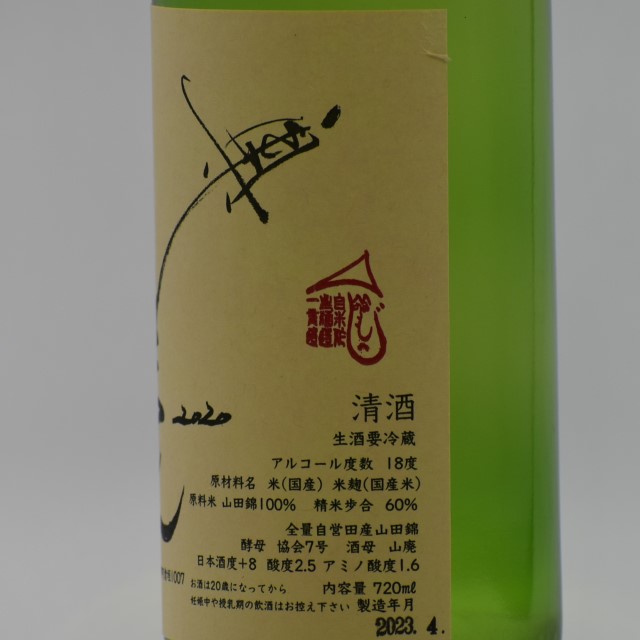 2020
清酒
生酒要冷蔵
アルコール度数 18度
原材料名 米(国産) 米麹(国産米)
原料米 山田錦100% 精米歩合 60%
全量自営田産山田錦
酵母 協会7号 酒母 山廃
日本酒度+8 酸度2.5 アミノ酸度1.6
1007
お酒は20歳になってから 内容量 720ml
妊娠中や授乳期の飲酒はお控え下さい 製造年月
2023. 4.